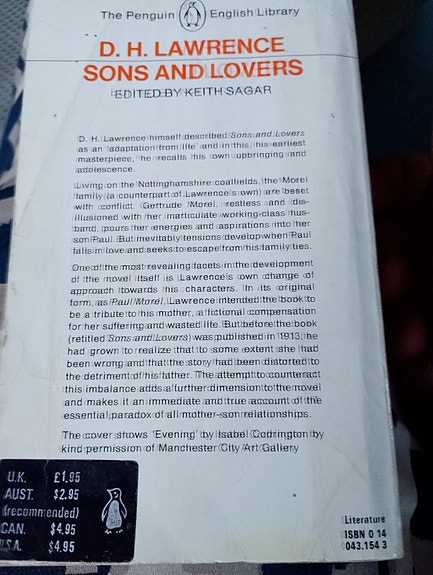 The Penguin English Library
D. H. LAWRENCE
SONS AND LOVERS
EDITED BY KEITH SAGAR
D. H. Lawrence himself described Sons and Lovers
as an 'adaptation from life' and in this, his earliest
masterpiece, he recalls his own upbringing and
adolescence.
Living on the Nottinghamshire coalfields, the Morel
family (a counterpart of Lawrence's own) are beset
with conflict. Gertrude Morel, restless and dis-
illusioned with her inarticulate working-class hus-
band, pours her energies and aspirations into her
son Paul. But inevitably tensions develop when Paul
falls in love and seeks to escape from his family ties.
One of the most revealing facets in the development
of the novel itself is Lawrence's own change of
approach towards his characters. In its original
form, as Paul Morel, Lawrence intended the book to
be a tribute to his mother, a fictional compensation
for her suffering and wasted life. But before the book
(retitled Sons and Lovers) was published in 1913, he
had grown to realize that to some extent she had
been wrong and that the story had been distorted to
the detriment of his father. The attempt to counteract
this imbalance adds a further dimension to the novel
and makes it an immediate and true account of the
essential paradox of all mother–son relationships.
The cover shows 'Evening' by Isabel Codrington by
kind permission of Manchester City Art Gallery
U.K. £1.95
AUST. $2.95
(recommended)
CAN. $4.95
U.S.A. $4.95
Literature
ISBN 0 14
043.154 3